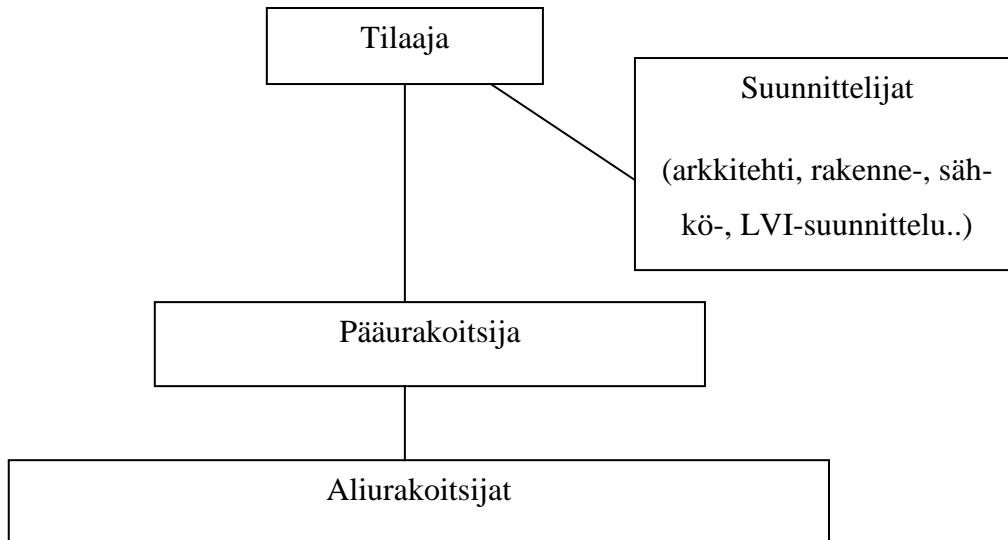 Tilaaja
Suunnittelijat
(arkkitehti, rakenne-, säh-
kö-, LVI-suunnittelu..)
Pääurakoitsija
Aliurakoitsijat